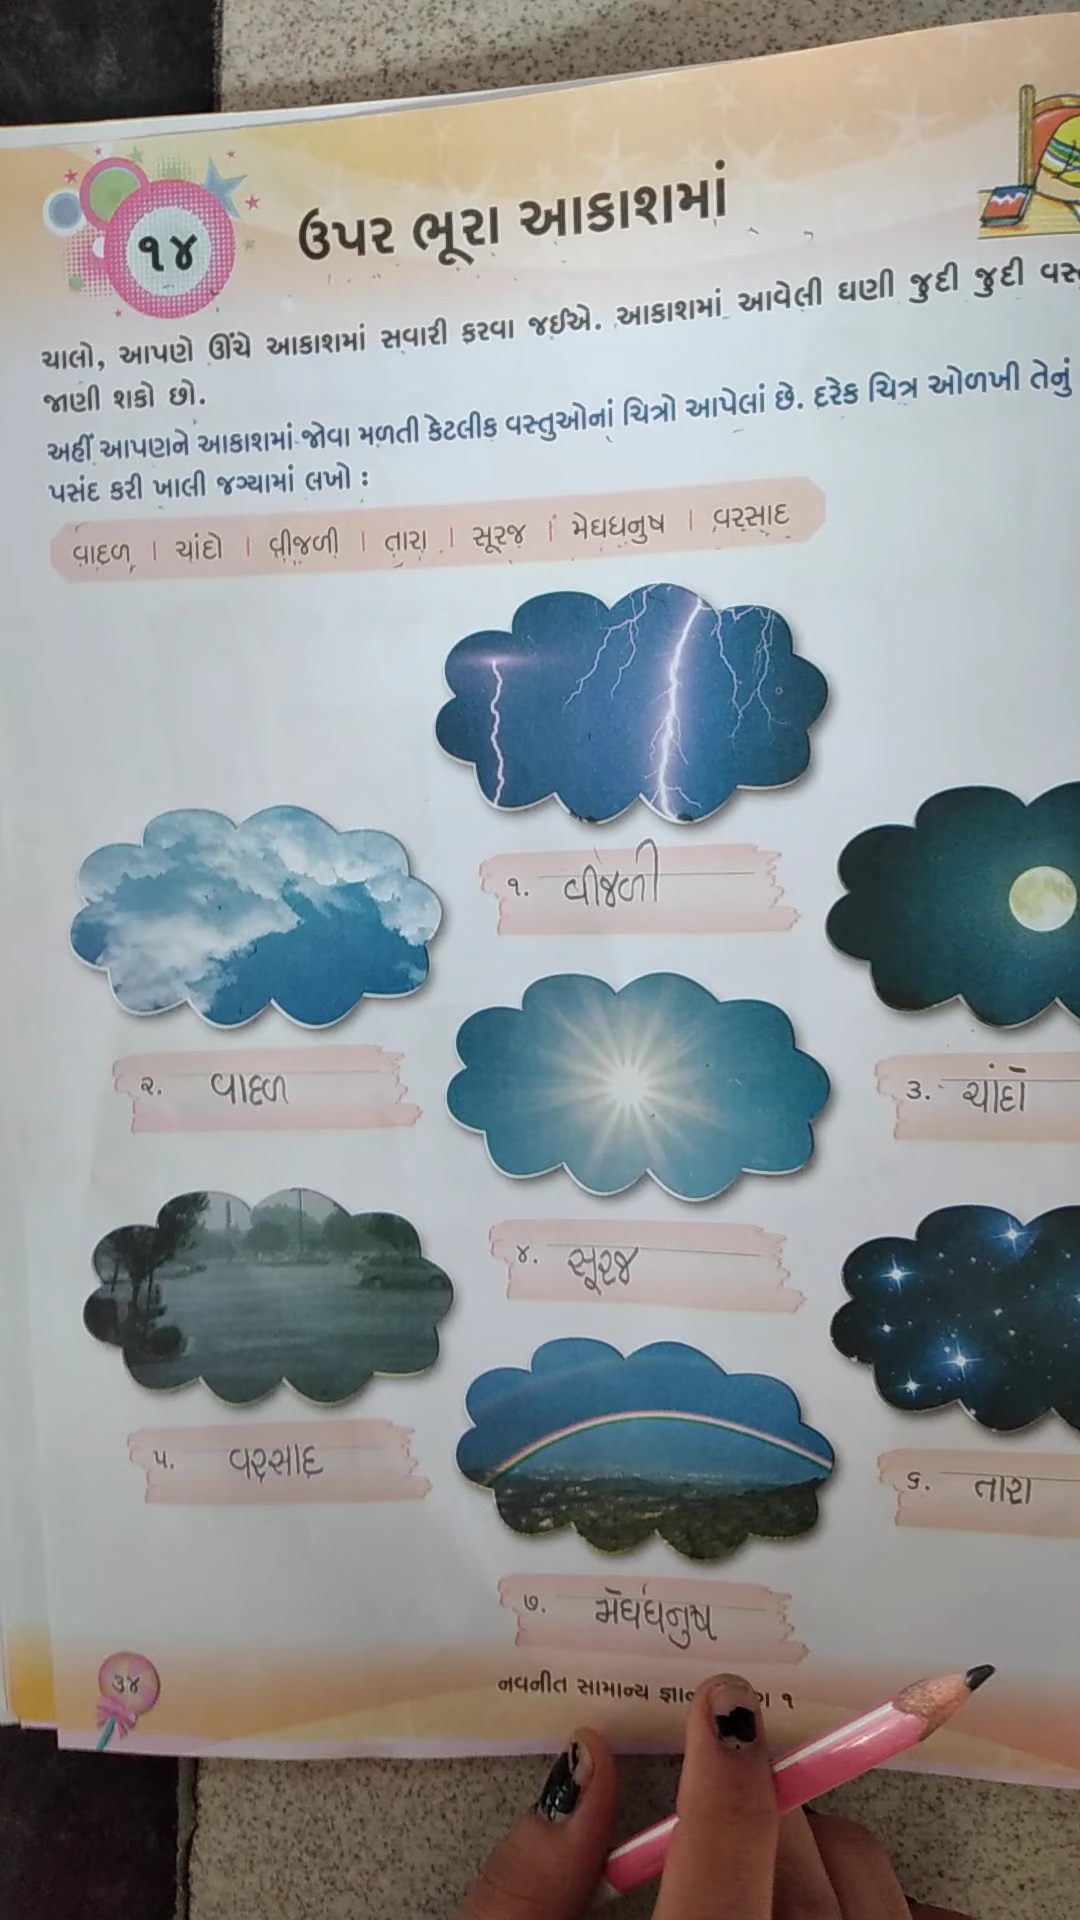 ૧૪
ઉપર ભૂરા આકાશમાં
ચાલો, આપણે ઊંચે આકાશમાં સવારી કરવા જઈએ. આકાશમાં આવેલી ઘણી જુદી જુદી
જાણી શકો છો.
અહીં આપણને આકાશમાં જોવા મળતી કેટલીક વસ્તુઓનાં ચિત્રો આપેલાં છે. દરેક ચિત્ર ઓળખી તેનું
પસંદ કરી ખાલી જગ્યામાં લખો :
વાદળ | ચાંદો | વીજળી | તારા | સૂરજ | મેઘધનુષ | વરસાદ
૧. વીજળી
૨. વાદળ
૩. ચાંદો
૪. સૂરજ
૫. વરસાદ
૬. તારા
૭. મેઘધનુષ
૩૪
નવનીત સામાન્ય ૧